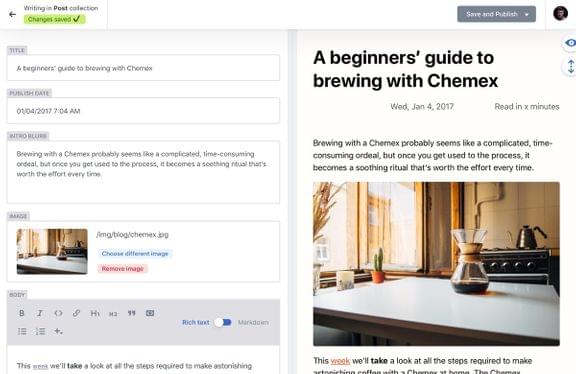 Writing in Post collection
Changes saved
Save and Publish
TITLE
A beginners' guide to brewing with Chemex
PUBLISH DATE
01/04/2017 7:04 AM
INTRO BLURB
Brewing with a Chemex probably seems like a complicated, time-consuming
ordeal, but once you get used to the process, it becomes a soothing ritual that's
worth the effort every time.
IMAGE
/img/blog/chemex.jpg
Choose different image
Remove image
BODY
B I <> H1 H2 ”
Rich text Markdown
This week we'll take a look at all the steps required to make astonishing
A beginners’ guide to
brewing with Chemex
Wed, Jan 4, 2017 Read in x minutes
Brewing with a Chemex probably seems like a complicated, time-
consuming ordeal, but once you get used to the process, it
becomes a soothing ritual that's worth the effort every time.
This week we'll take a look at all the steps required to make
astonishing coffee with a Chemex at home. The Chemex